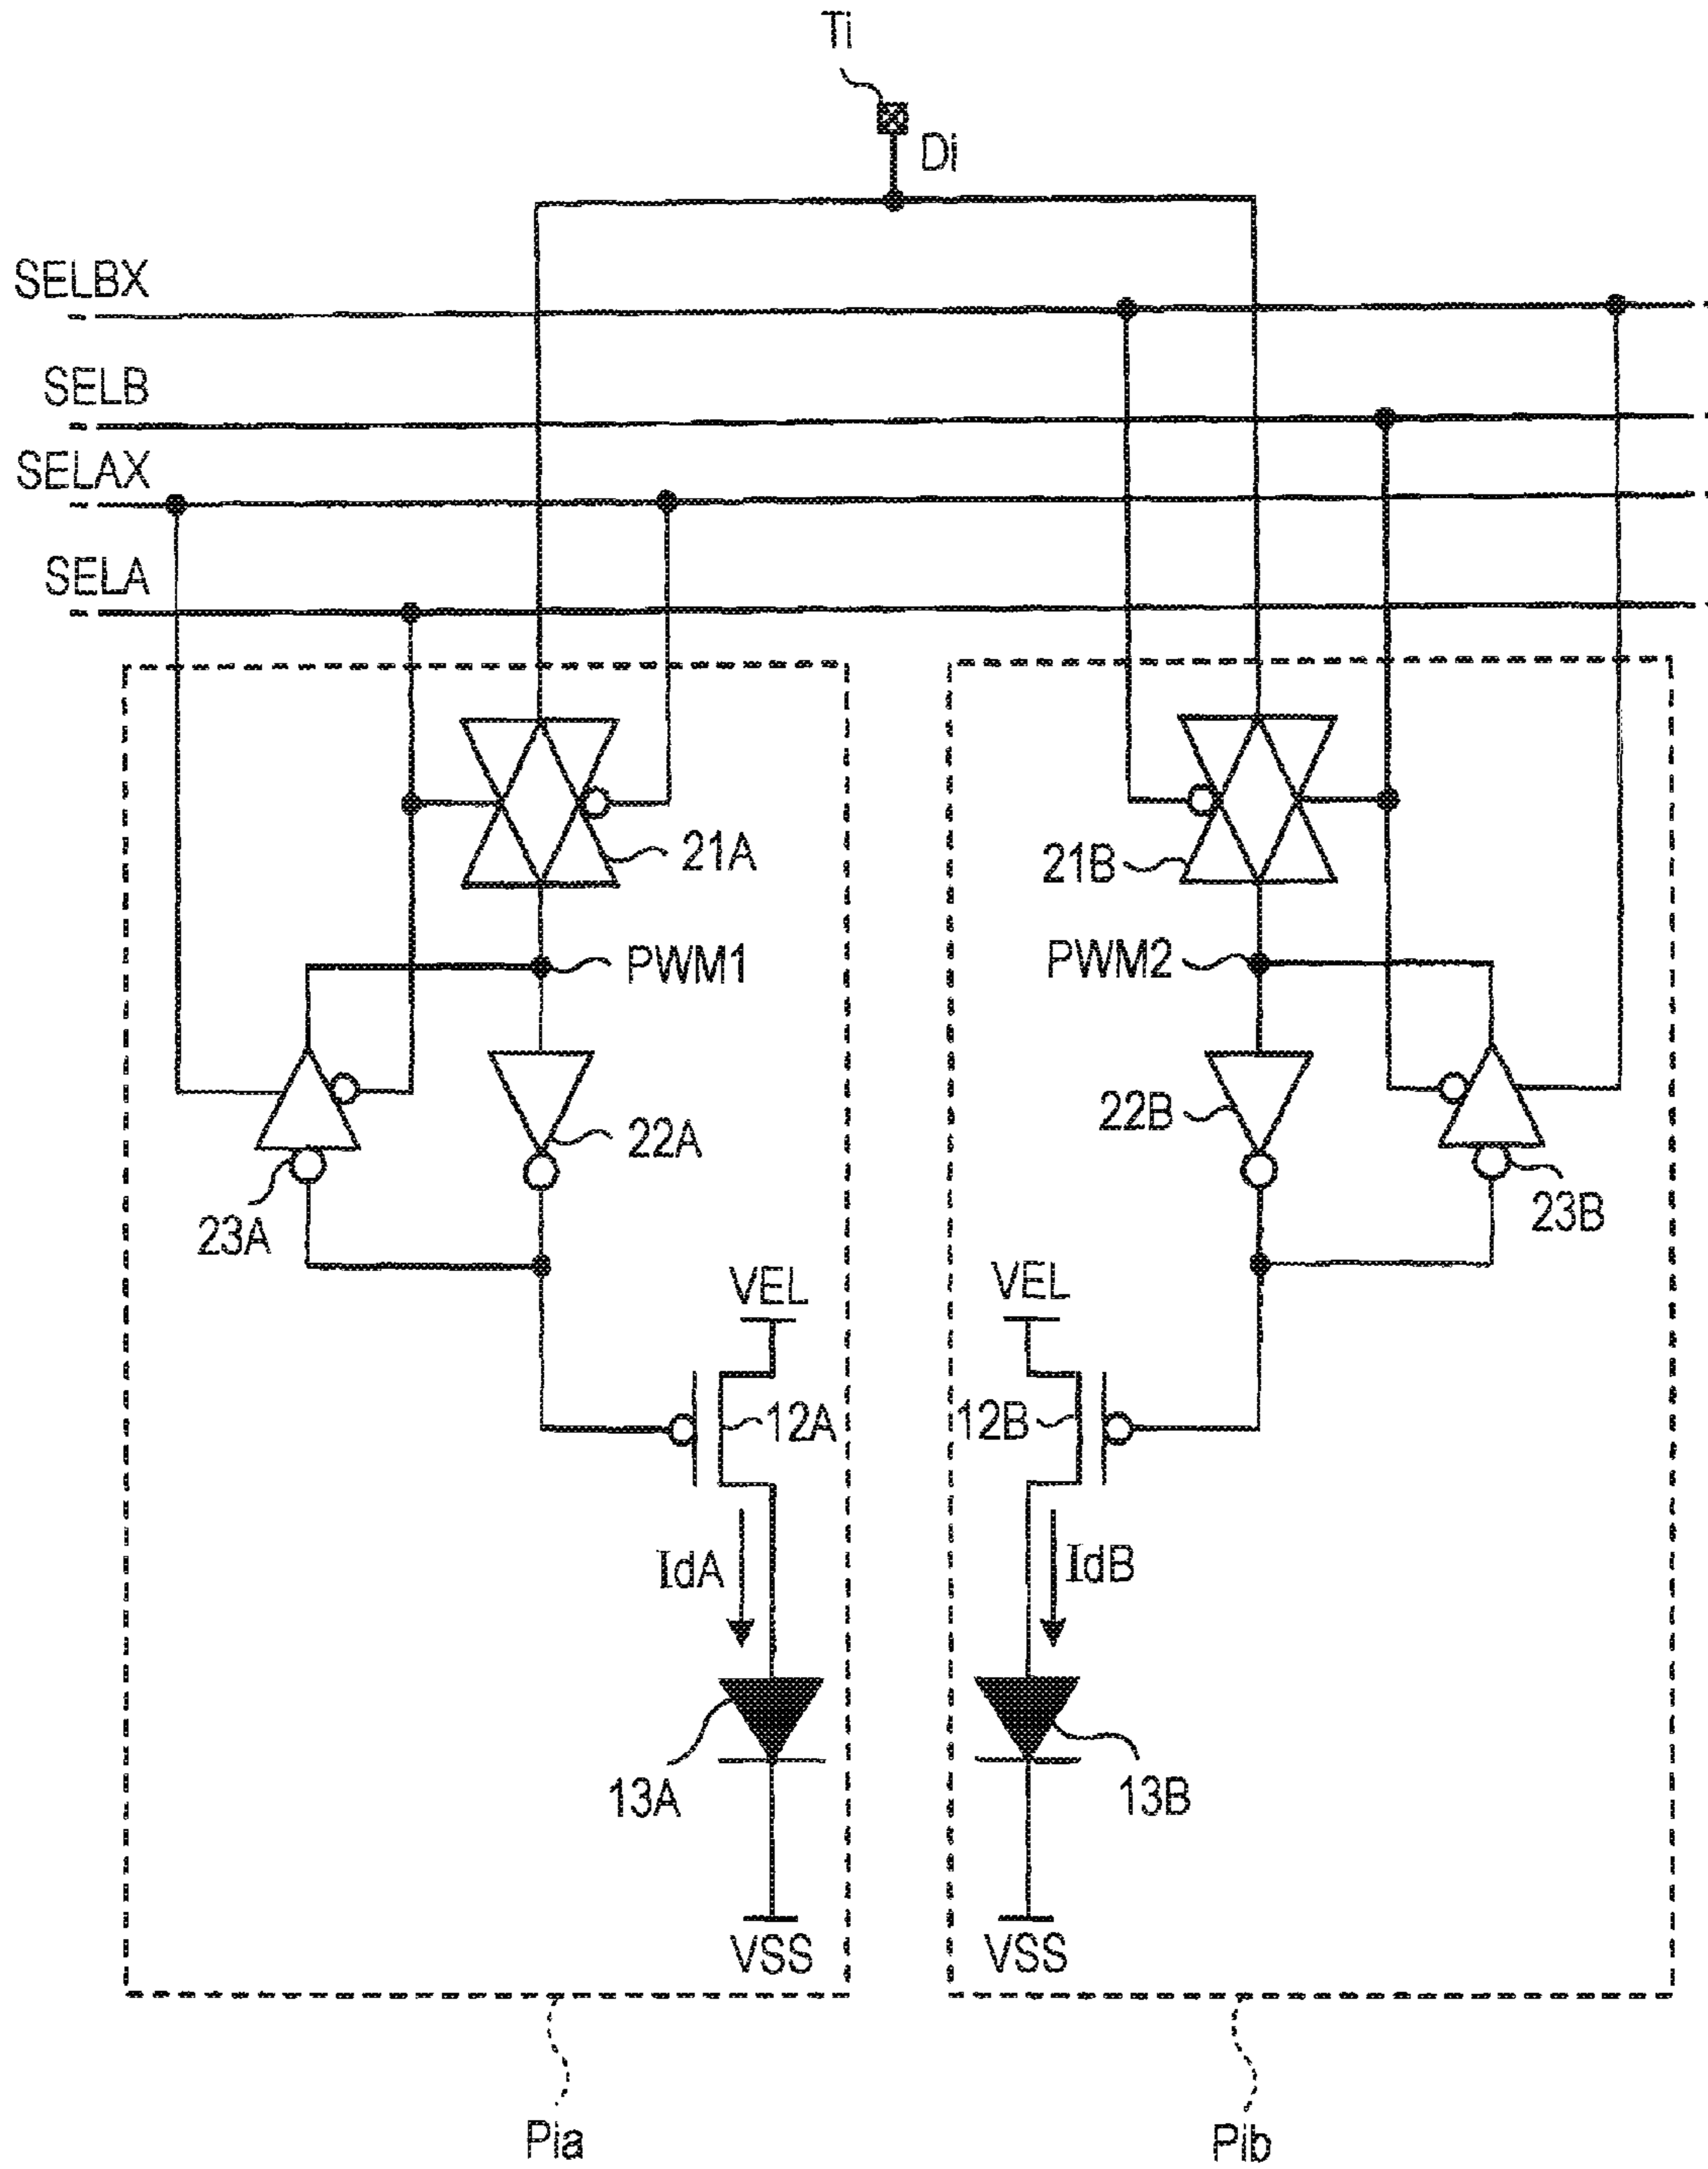 Ti
Di
SELBX
SELB
SELAX
SELA
21A
21B
PWM1
PWM2
22A
22B
23A
23B
VEL
VEL
12A
12B
IdA
IdB
13A
13B
VSS
VSS
Pia
Pib